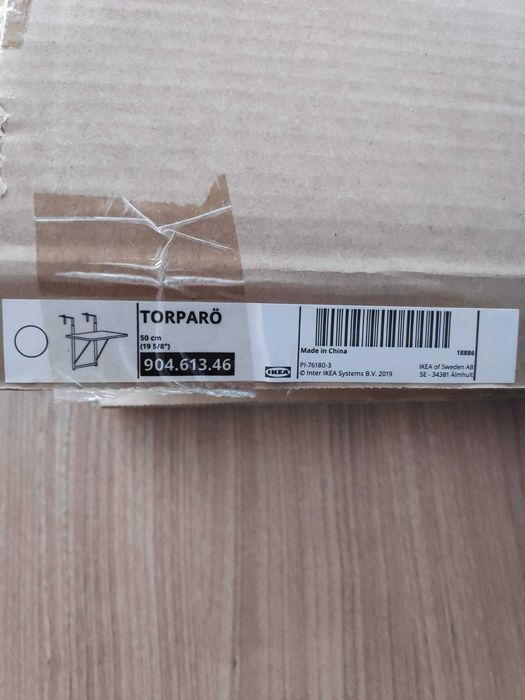 TORPARÖ
50 cm
(19 5/8")
904.613.46
IKEA
Made in China
18886
PI-76180-3
© Inter IKEA Systems B.V. 2019
IKEA of Sweden AB
SE - 34381 Älmhult